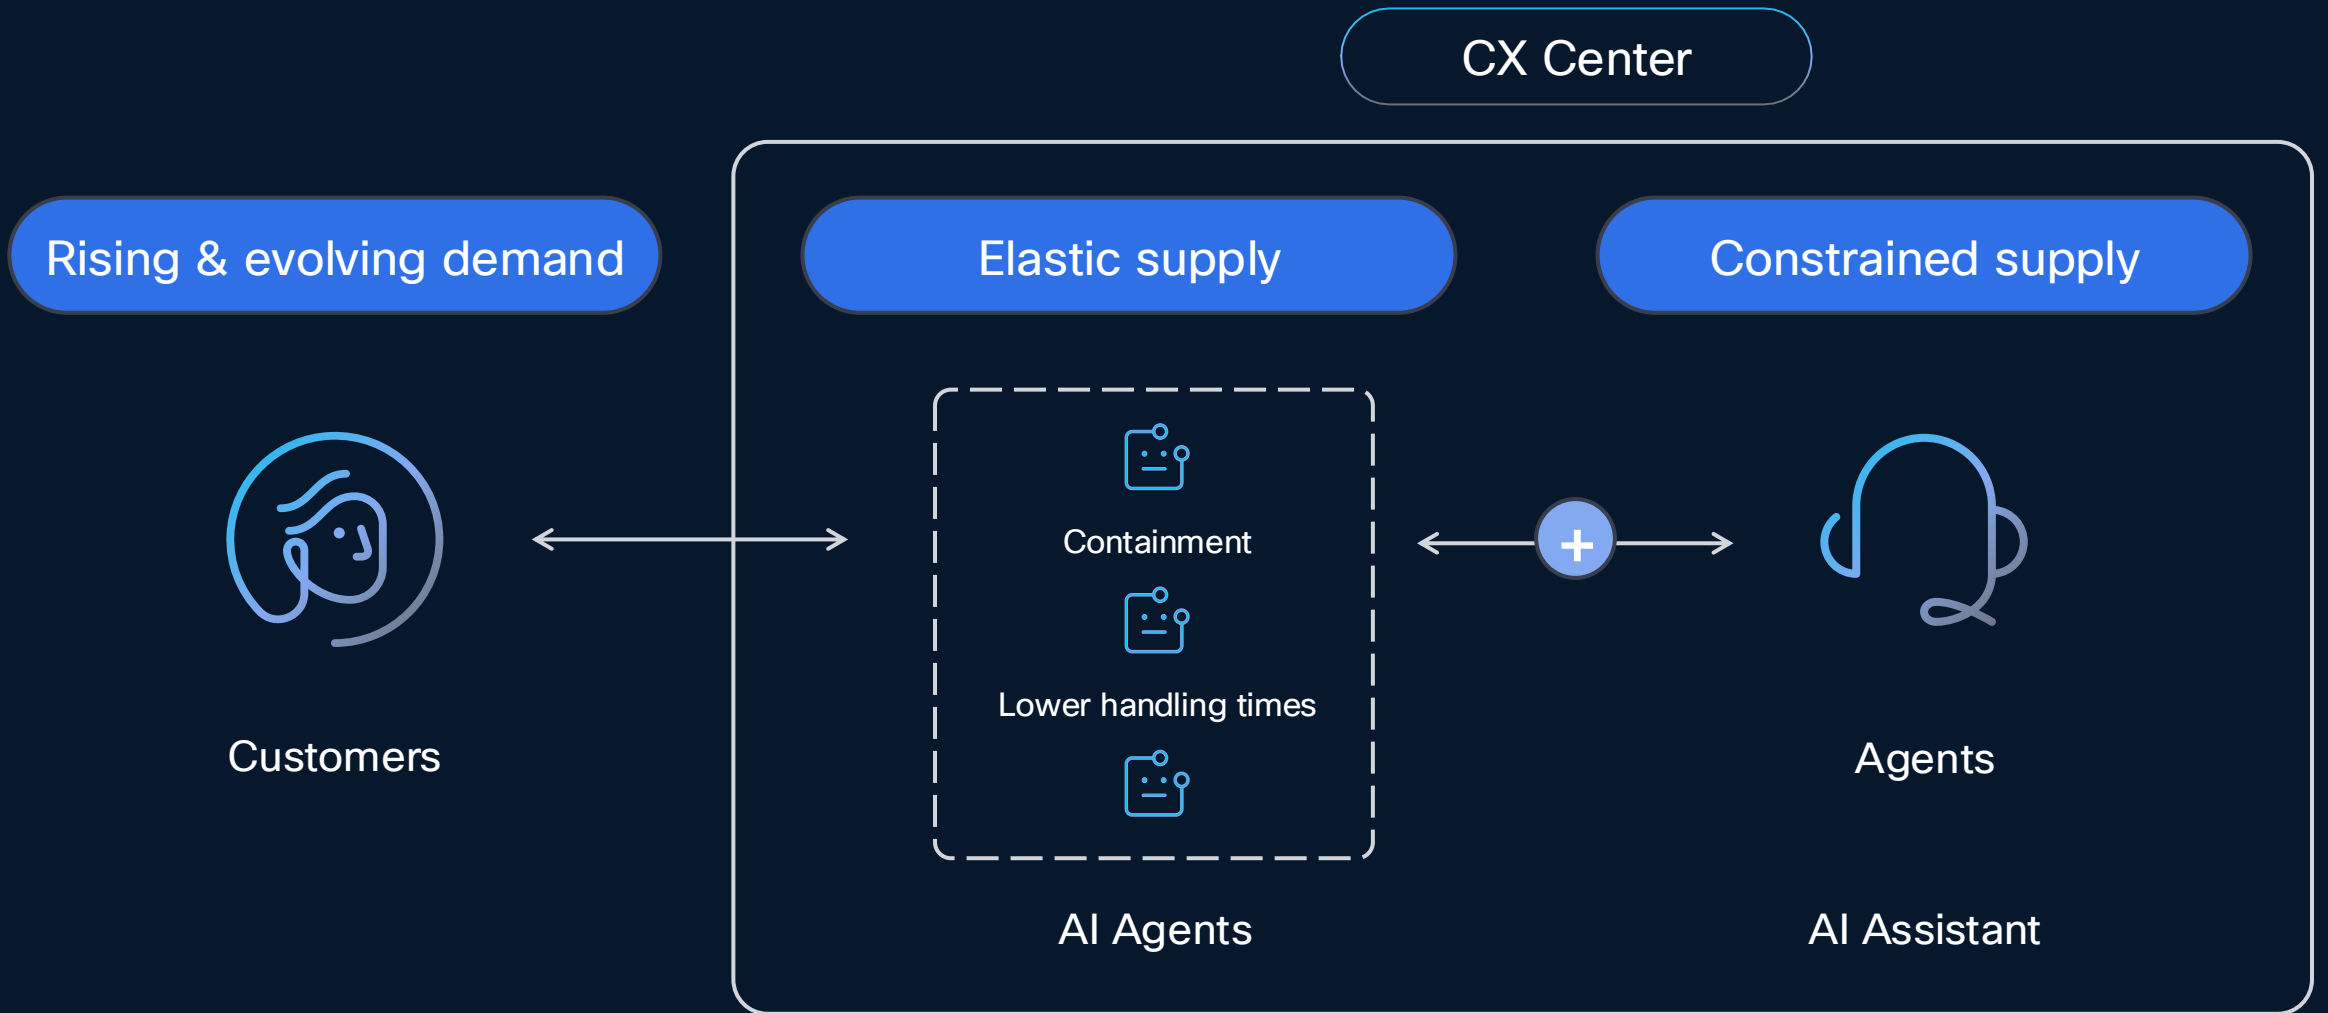 CX Center
Rising & evolving demand
Elastic supply
Constrained supply
Containment
Lower handling times
Customers
Agents
AI Agents
AI Assistant